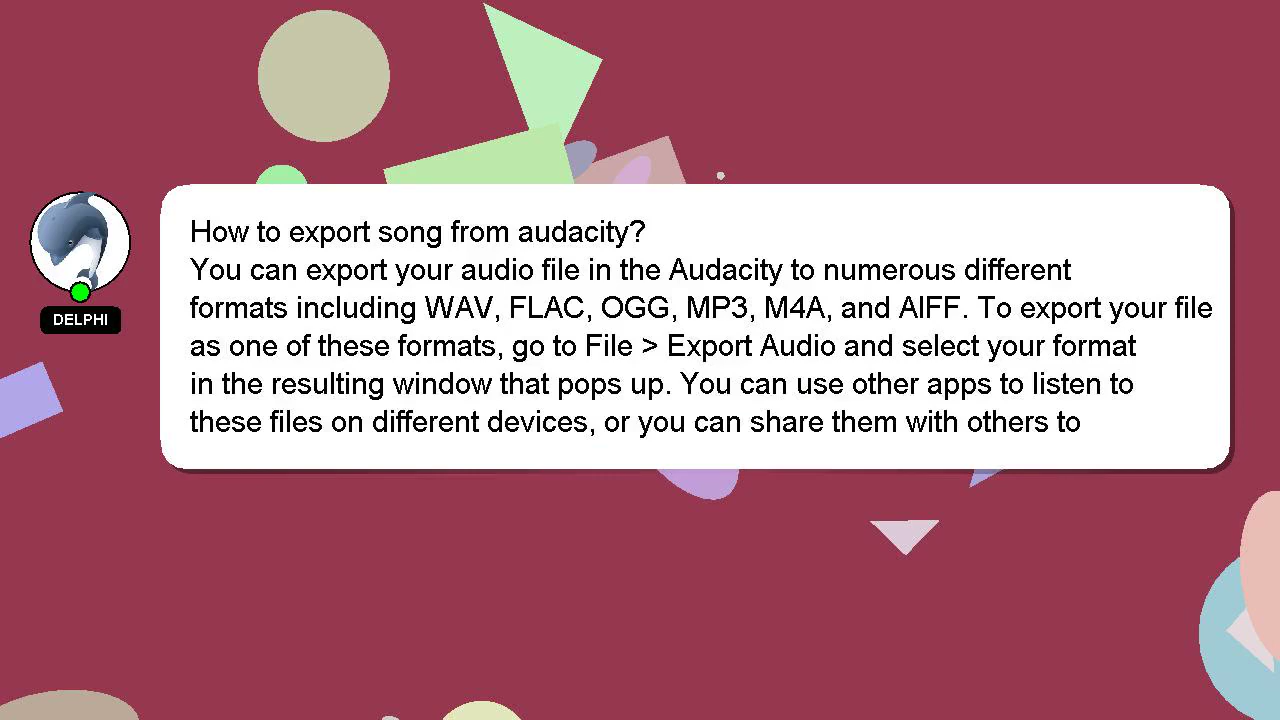 How to export song from audacity?
You can export your audio file in the Audacity to numerous different
formats including WAV, FLAC, OGG, MP3, M4A, and AIFF. To export your file
as one of these formats, go to File > Export Audio and select your format
in the resulting window that pops up. You can use other apps to listen to
these files on different devices, or you can share them with others to
DELPHI